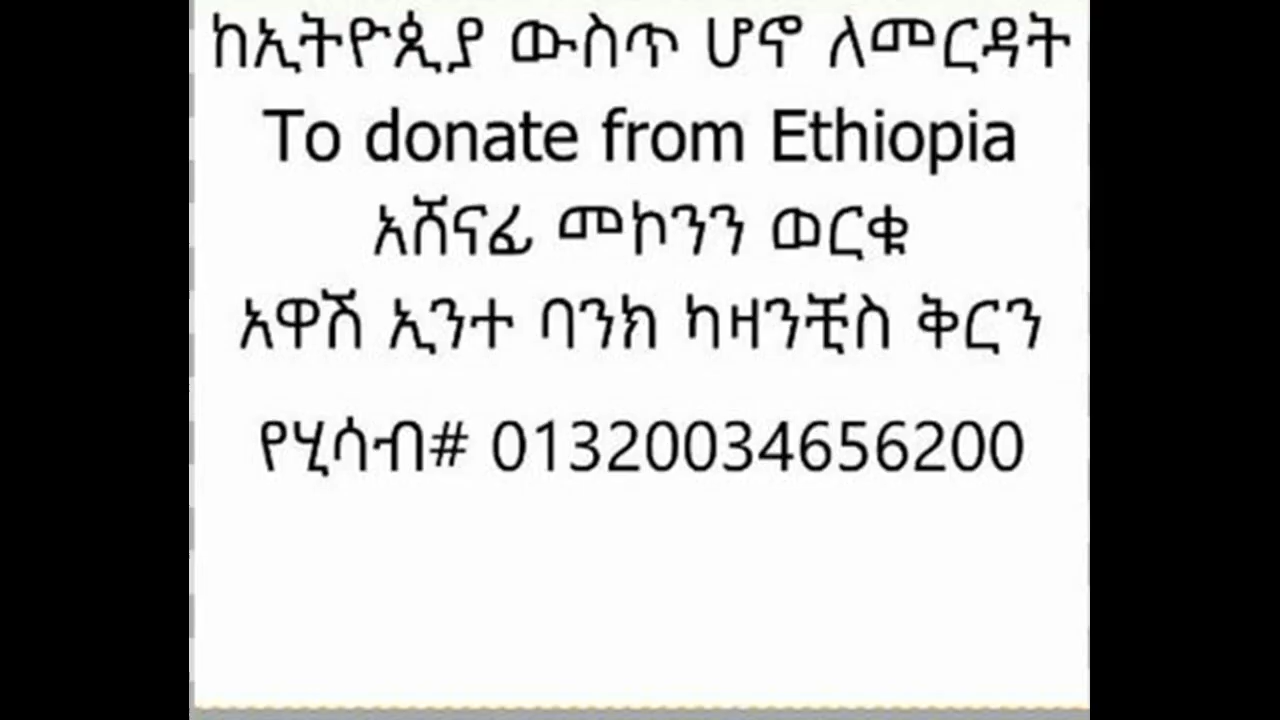 ከኢትዮጲያ ውስጥ ሆኖ ለመርዳት
To donate from Ethiopia
አሸናፊ መኮንን ወርቁ
አዋሽ ኢንተ ባንክ ካዛንቺስ ቅርን
የሂሳብ# 01320034656200